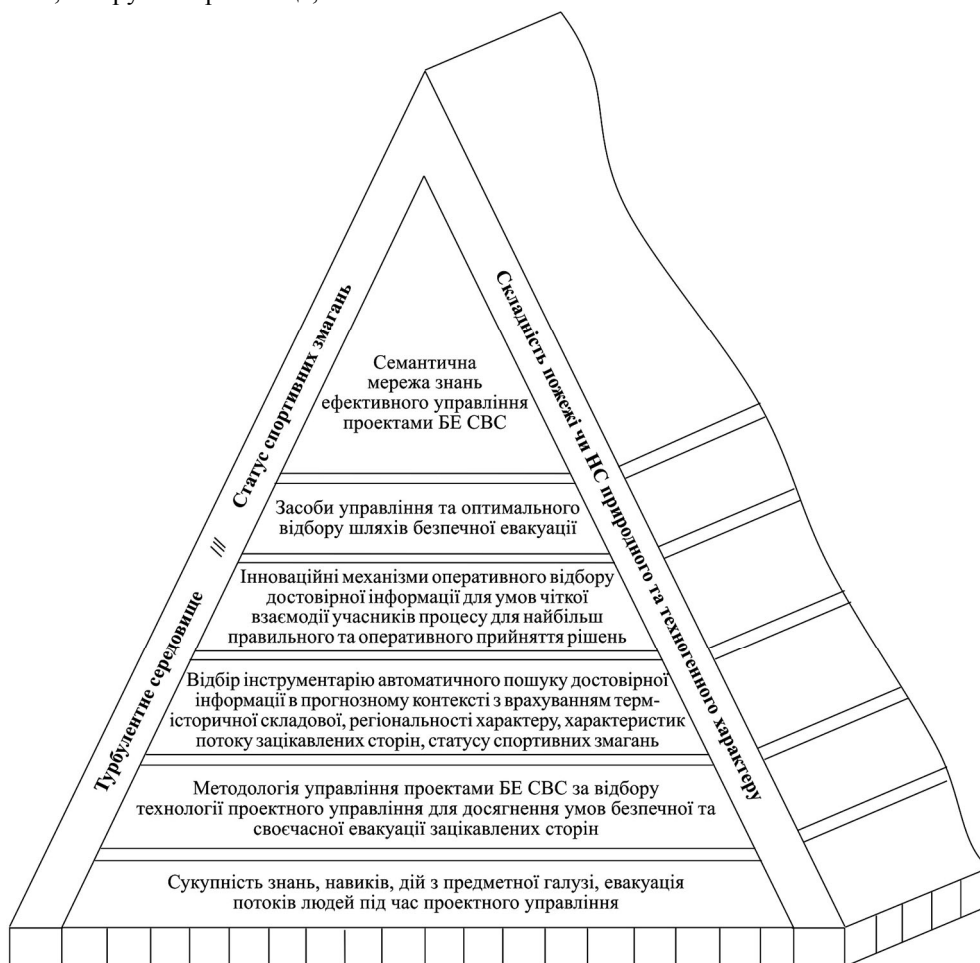 Статус спортивних змагань
Турбулентне середовище
Складність пожежі чи НС природного та техногенного характеру
Семантична
мережа знань
ефективного управління
проектами БЕ СВС
Засоби управління та оптимального
відбору шляхів безпечної евакуації
Інноваційні механізми оперативного відбору
достовірної інформації для умов чіткої
взаємодії учасників процесу для найбільш
правильного та оперативного прийняття рішень
Відбір інструментарію автоматичного пошуку достовірної
інформації в прогнозному контексті з врахуванням терм-
історичної складової, регіональності характеру, характеристик
потоку зацікавлених сторін, статусу спортивних змагань
Методологія управління проектами БЕ СВС за відбору
технології проектного управління для досягнення умов безпечної та
своєчасної евакуації зацікавлених сторін
Сукупність знань, навиків, дій з предметної галузі, евакуація
потоків людей під час проектного управління